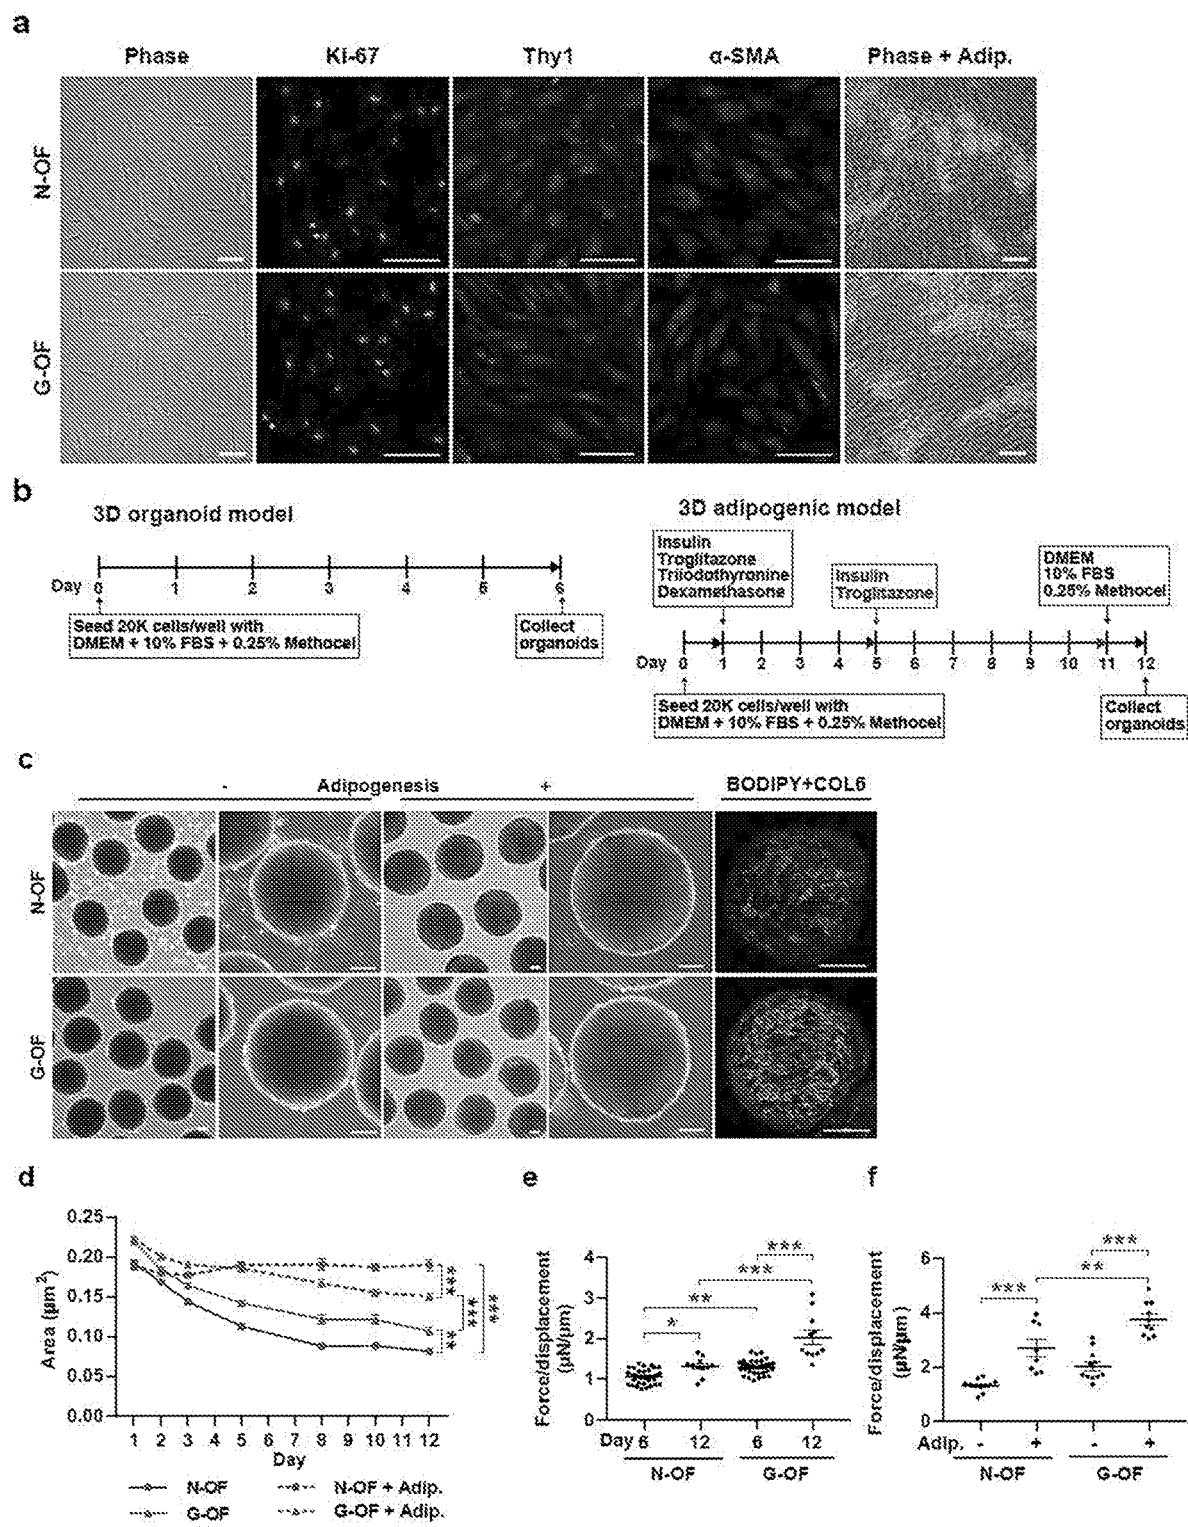 a
Phase KI-67 Thy1 α-SMA Phase + Adip.
N-OF
G-OF
b
3D organoid model
Day 0 1 2 3 4 5 6
Seed 20K cells/well with
DMEM + 10% FBS + 0.25% Methocel
Collect
organoids
3D adipogenic model
Insulin
Troglitazone
Triiodothyronine
Dexamethasone
Insulin
Troglitazone
DMEM
10% FBS
0.25% Methocel
Day 0 1 2 3 4 5 6 7 8 9 10 11 12
Seed 20K cells/well with
DMEM + 10% FBS + 0.25% Methocel
Collect
organoids
c
- Adipogenesis + BODIPY+COL6
N-OF
G-OF
d
Area (µm²)
0.25
0.20
0.15
0.10
0.05
0.00
1 2 3 4 5 6 7 8 9 10 11 12
Day
*** *** *** **
N-OF N-OF + Adip.
G-OF G-OF + Adip.
e
Force/displacement
(µN/µm)
4
3
2
1
0
***
***
**
*
Day 6 12 6 12
N-OF G-OF
f
Force/displacement
(µN/µm)
6
4
2
0
***
**
***
Adip. - + - +
N-OF G-OF